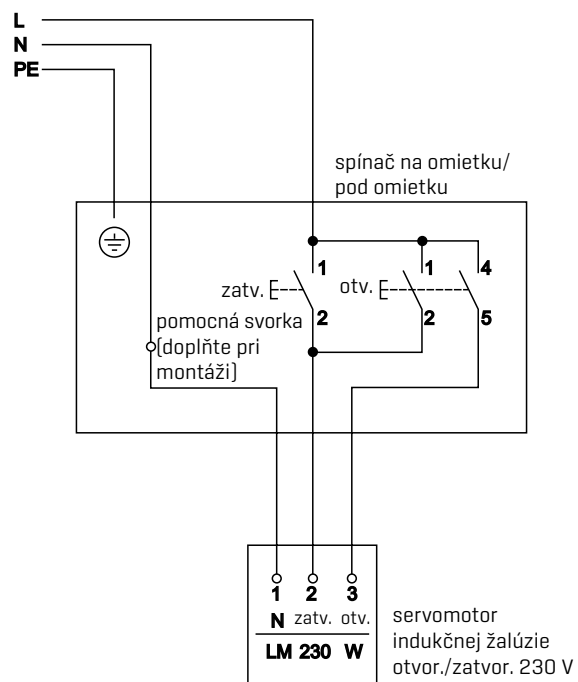 L
N
PE
spínač na omietku/
pod omietku
1 1 4
zatv. otv.
2 2 5
pomocná svorka
(doplňte pri
montáži)
1 2 3
N zatv. otv.
LM 230 W
servomotor
indukčnej žalúzie
otvor./zatvor. 230 V